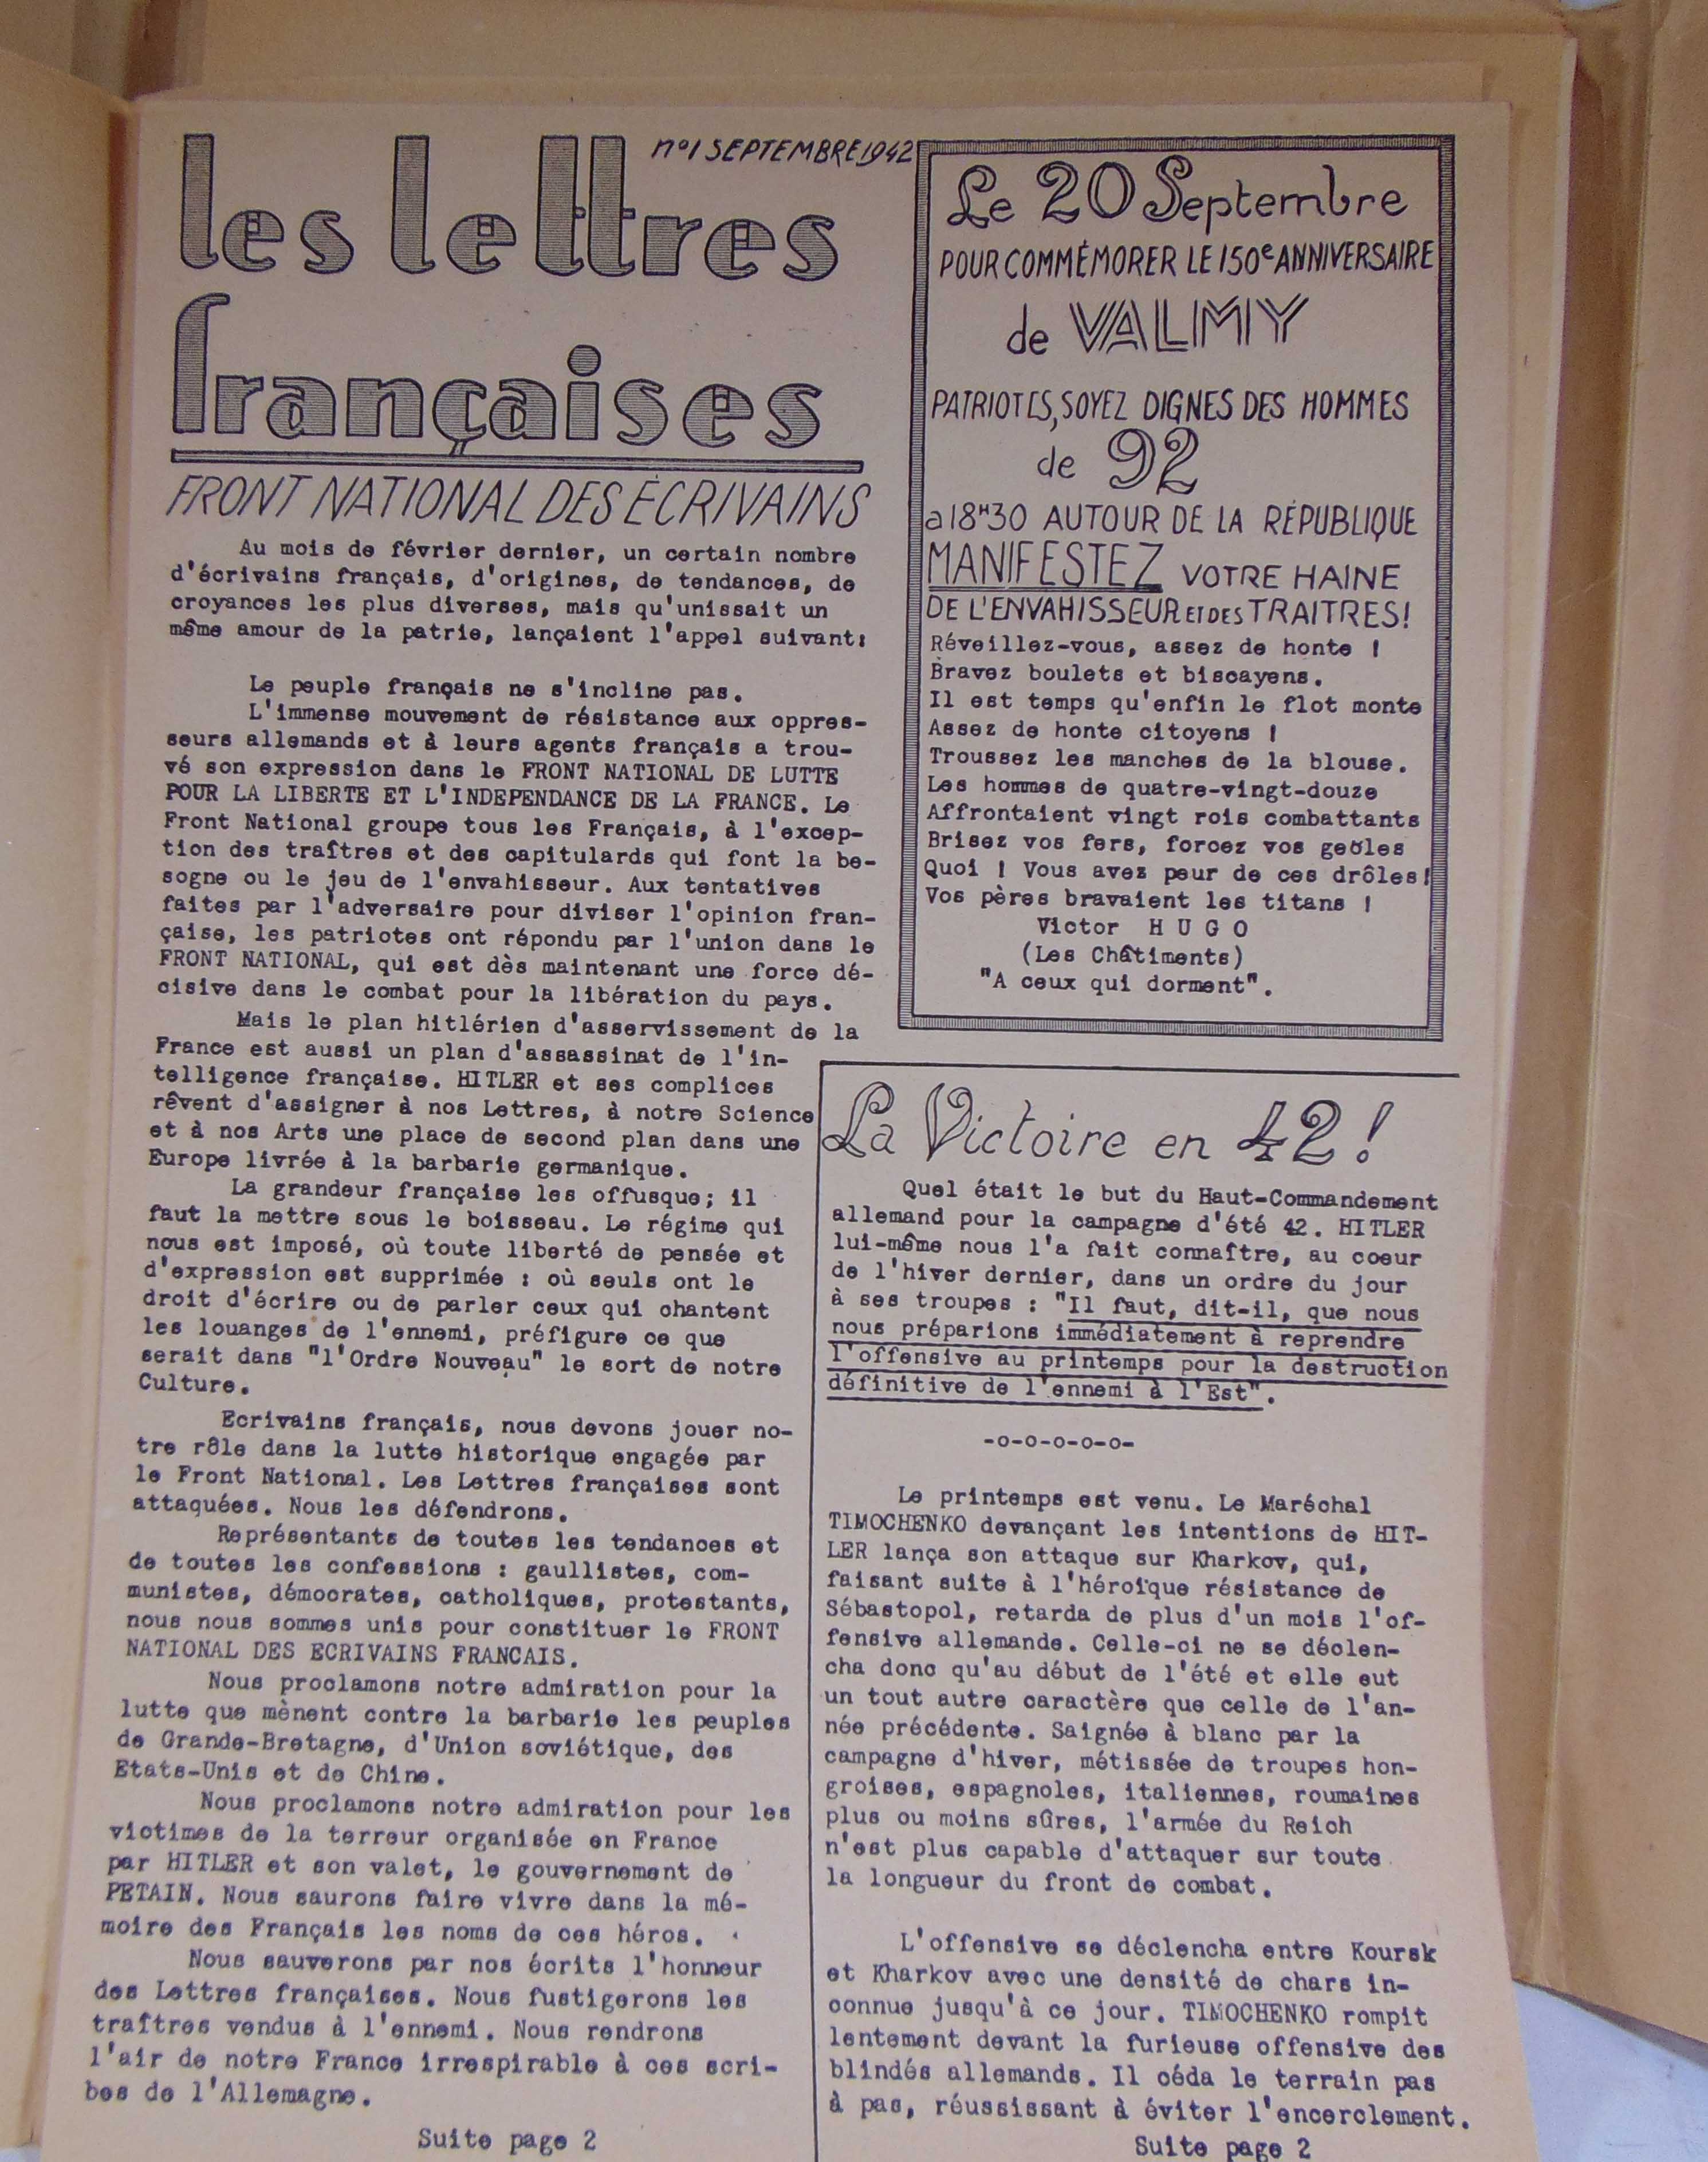 n°1 SEPTEMBRE 1942
les lettres
françaises
FRONT NATIONAL DES ÉCRIVAINS
Au mois de février dernier, un certain nombre
d'écrivains français, d'origines, de tendances, de
croyances les plus diverses, mais qu'unissait un
même amour de la patrie, lançaient l'appel suivant:
Le peuple français ne s'incline pas.
L'immense mouvement de résistance aux oppres-
seurs allemands et à leurs agents français a trou-
vé son expression dans le FRONT NATIONAL DE LUTTE
POUR LA LIBERTE ET L'INDEPENDANCE DE LA FRANCE. Le
Front National groupe tous les Français, à l'excep-
tion des traîtres et des capitulards qui font la be-
sogne ou le jeu de l'envahisseur. Aux tentatives
faites par l'adversaire pour diviser l'opinion fran-
çaise, les patriotes ont répondu par l'union dans le
FRONT NATIONAL, qui est dès maintenant une force dé-
cisive dans le combat pour la libération du pays.
Mais le plan hitlérien d'asservissement de la
France est aussi un plan d'assassinat de l'in-
telligence française. HITLER et ses complices
rêvent d'assigner à nos Lettres, à notre Science
et à nos Arts une place de second plan dans une
Europe livrée à la barbarie germanique.
La grandeur française les offusque; il
faut la mettre sous le boisseau. Le régime qui
nous est imposé, où toute liberté de pensée et
d'expression est supprimée : où seuls ont le
droit d'écrire ou de parler ceux qui chantent
les louanges de l'ennemi, préfigure ce que
serait dans "l'Ordre Nouveau" le sort de notre
Culture.
Ecrivains français, nous devons jouer no-
tre rôle dans la lutte historique engagée par
le Front National. Les Lettres françaises sont
attaquées. Nous les défendrons.
Représentants de toutes les tendances et
de toutes les confessions : gaullistes, com-
munistes, démocrates, catholiques, protestants,
nous nous sommes unis pour constituer le FRONT
NATIONAL DES ECRIVAINS FRANCAIS.
Nous proclamons notre admiration pour la
lutte que mènent contre la barbarie les peuples
de Grande-Bretagne, d'Union soviétique, des
Etats-Unis et de Chine.
Nous proclamons notre admiration pour les
victimes de la terreur organisée en France
par HITLER et son valet, le gouvernement de
PETAIN. Nous saurons faire vivre dans la mé-
moire des Français les noms de ces héros.
Nous sauverons par nos écrits l'honneur
des Lettres françaises. Nous fustigerons les
traîtres vendus à l'ennemi. Nous rendrons
l'air de notre France irrespirable à ces scri-
bes de l'Allemagne.
Suite page 2
Le 20 Septembre
POUR COMMÉMORER LE 150e ANNIVERSAIRE
de VALMY
PATRIOTES, SOYEZ DIGNES DES HOMMES
de 92
a 18H30 AUTOUR DE LA RÉPUBLIQUE
MANIFESTEZ VOTRE HAINE
DE L'ENVAHISSEUR ET DES TRAITRES!
Réveillez-vous, assez de honte !
Bravez boulets et biscayens.
Il est temps qu'enfin le flot monte
Assez de honte citoyens !
Troussez les manches de la blouse.
Les hommes de quatre-vingt-douze
Affrontaient vingt rois combattants
Brisez vos fers, forcez vos geôles
Quoi ! Vous avez peur de ces drôles!
Vos pères bravaient les titans !
Victor H U G O
(Les Châtiments)
"A ceux qui dorment".
La Victoire en 42!
Quel était le but du Haut-Commandement
allemand pour la campagne d'été 42. HITLER
lui-même nous l'a fait connaître, au coeur
de l'hiver dernier, dans un ordre du jour
à ses troupes : "Il faut, dit-il, que nous
nous préparions immédiatement à reprendre
l'offensive au printemps pour la destruction
définitive de l'ennemi à l'Est".
-o-o-o-o-o-
Le printemps est venu. Le Maréchal
TIMOCHENKO devançant les intentions de HIT-
LER lança son attaque sur Kharkov, qui,
faisant suite à l'héroïque résistance de
Sébastopol, retarda de plus d'un mois l'of-
fensive allemande. Celle-ci ne se déclen-
cha donc qu'au début de l'été et elle eut
un tout autre caractère que celle de l'an-
née précédente. Saignée à blanc par la
campagne d'hiver, métissée de troupes hon-
groises, espagnoles, italiennes, roumaines
plus ou moins sûres, l'armée du Reich
n'est plus capable d'attaquer sur toute
la longueur du front de combat.
L'offensive se déclencha entre Koursk
et Kharkov avec une densité de chars in-
connue jusqu'à ce jour. TIMOCHENKO rompit
lentement devant la furieuse offensive des
blindés allemands. Il céda le terrain pas
à pas, réussissant à éviter l'encerclement.
Suite page 2